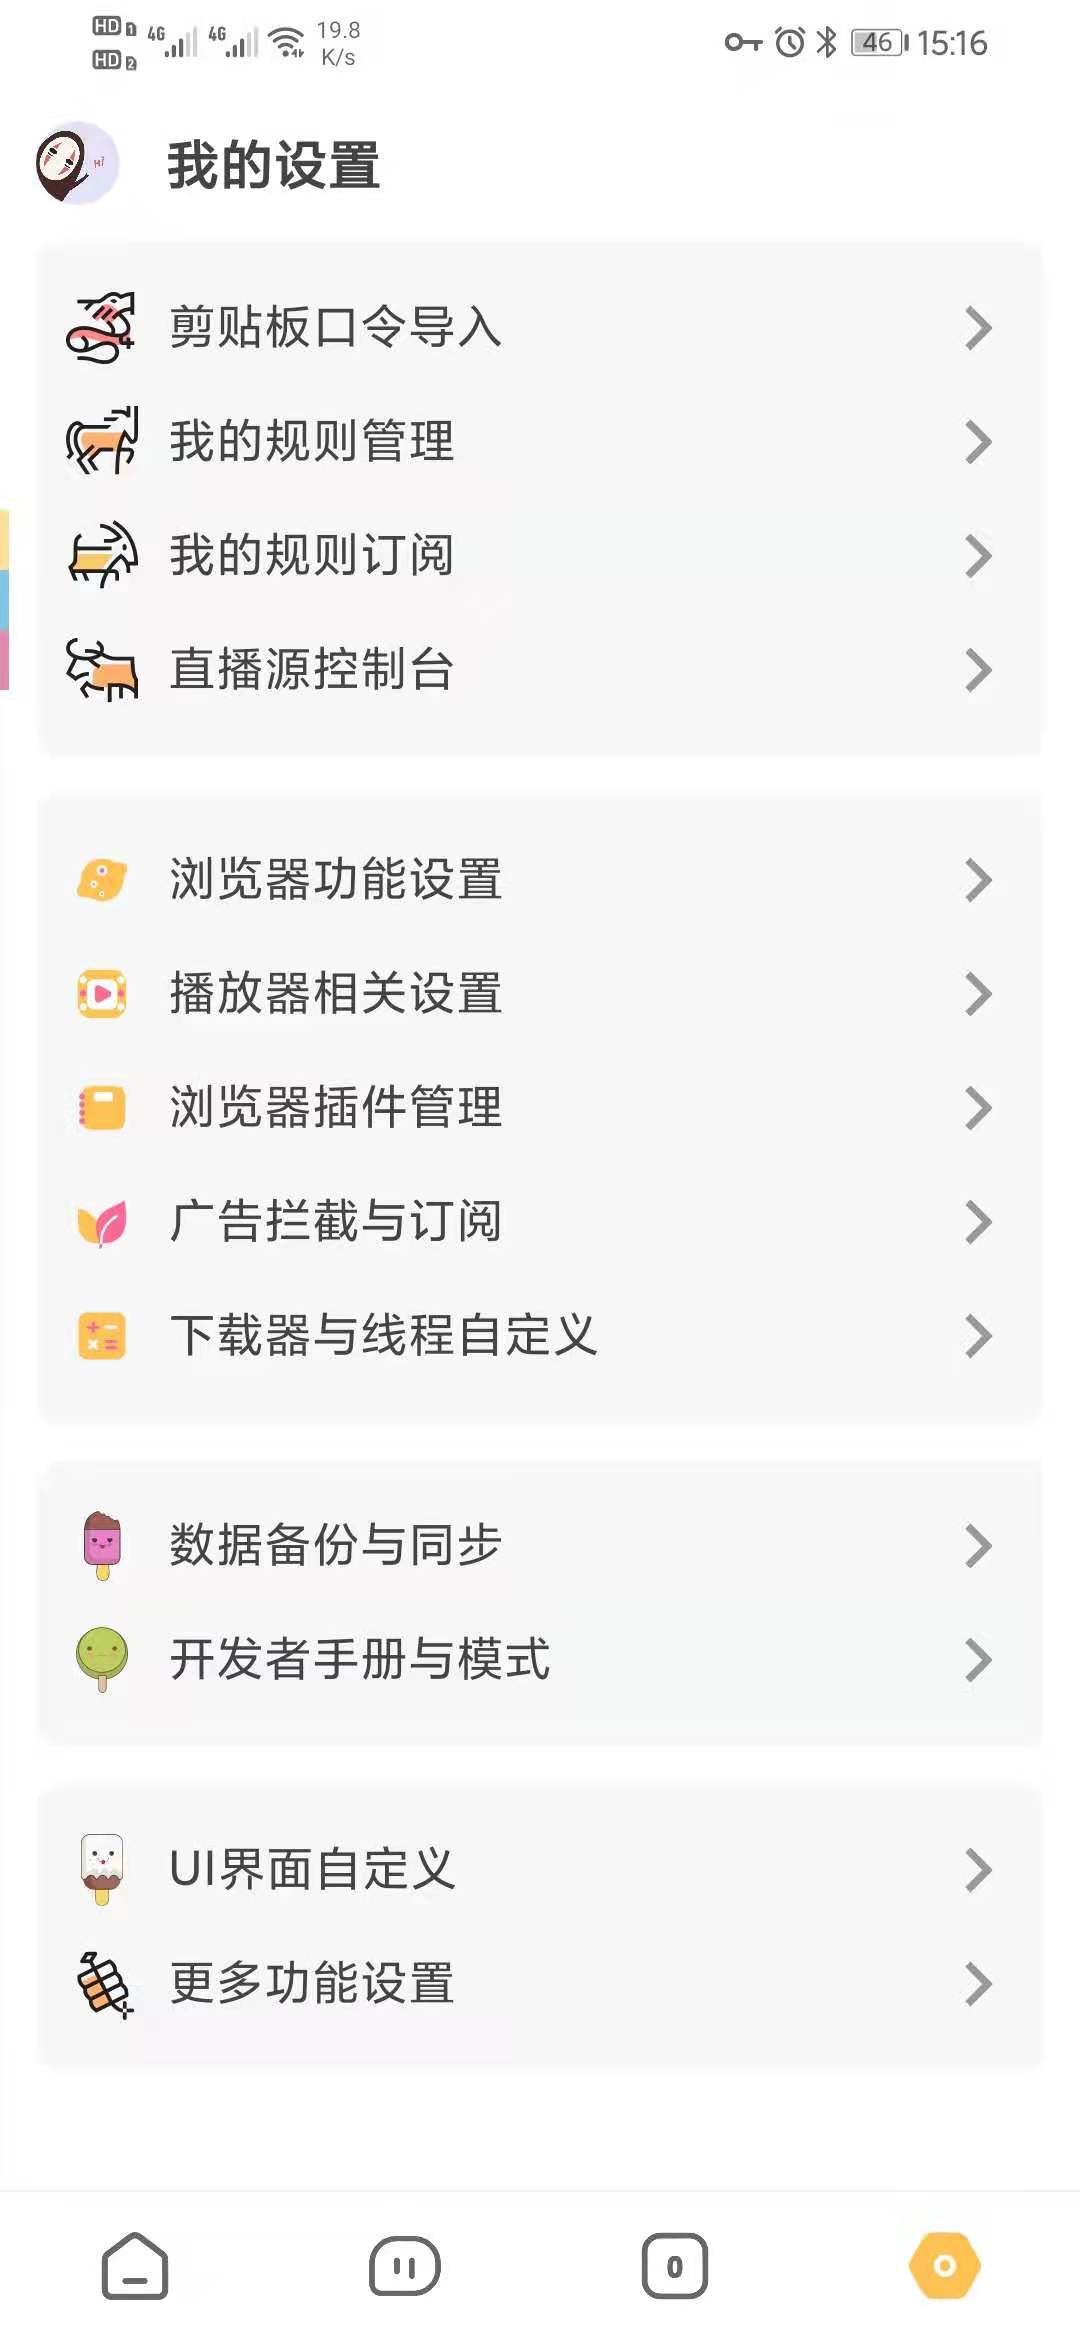 HD 1 4G 4G 19.8 K/s 46 15:16
HD 2
Hi
我的设置
剪贴板口令导入
我的规则管理
我的规则订阅
直播源控制台
浏览器功能设置
播放器相关设置
浏览器插件管理
广告拦截与订阅
下载器与线程自定义
数据备份与同步
开发者手册与模式
UI界面自定义
更多功能设置
0